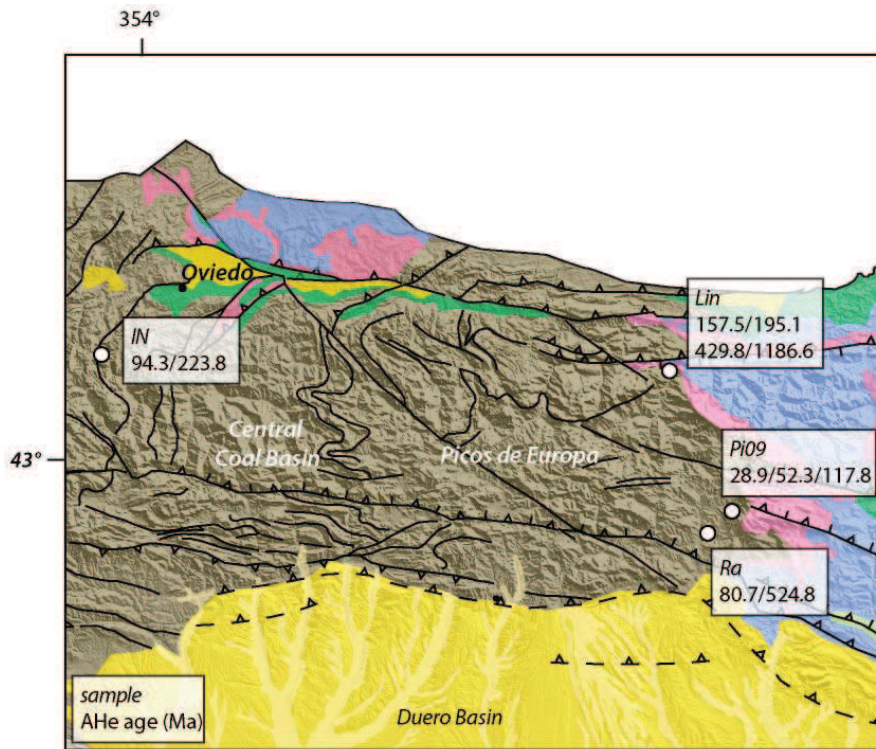 354°
Oviedo
Lin
157.5/195.1
429.8/1186.6
IN
94.3/223.8
Central
Coal Basin
Picos de Europa
43°
Pi09
28.9/52.3/117.8
Ra
80.7/524.8
sample
AHe age (Ma)
Duero Basin